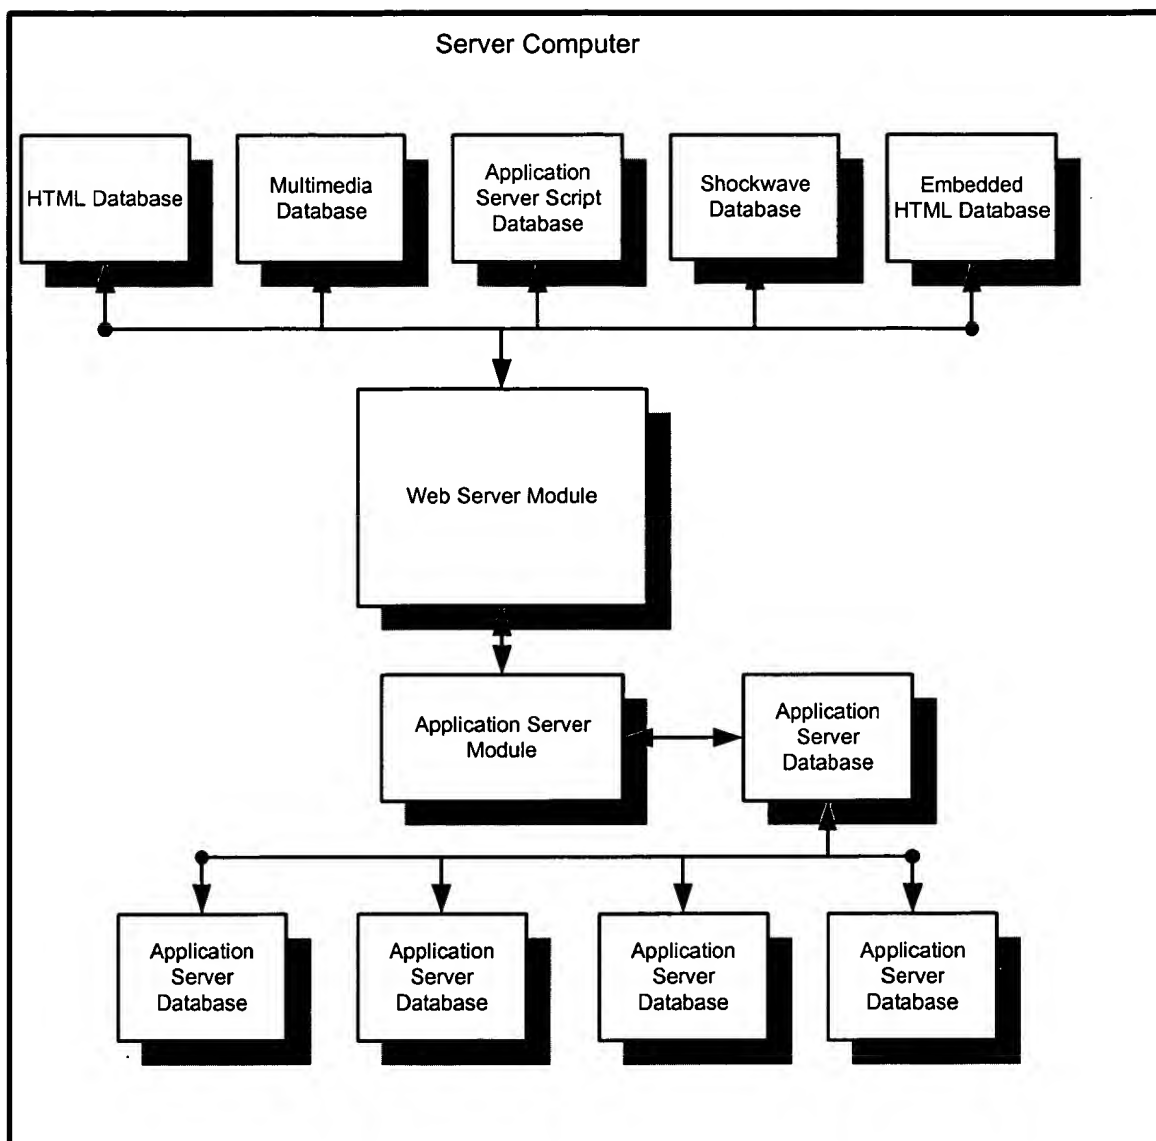 Server Computer
HTML Database
Multimedia
Database
Application
Server Script
Database
Shockwave
Database
Embedded
HTML Database
Web Server Module
Application Server
Module
Application
Server
Database
Application
Server
Database
Application
Server
Database
Application
Server
Database
Application
Server
Database